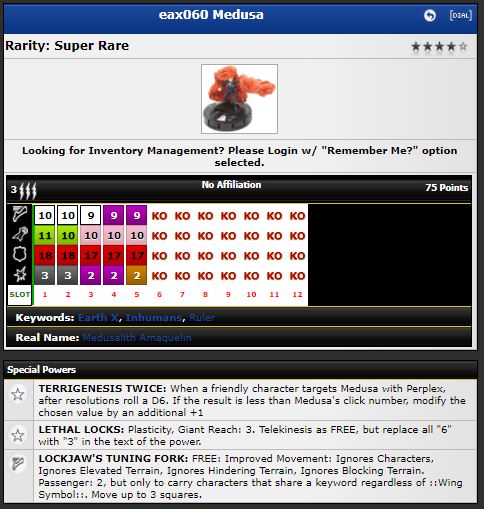 eax060 Medusa
[DIAL]
Rarity: Super Rare
Looking for Inventory Management? Please Login w/ "Remember Me?" option
selected.
3 No Affiliation 75 Points
10 10 9 9 9 KO KO KO KO KO KO KO
11 10 10 10 10 KO KO KO KO KO KO KO
18 18 17 17 17 KO KO KO KO KO KO KO
3 3 2 2 2 KO KO KO KO KO KO KO
SLOT 1 2 3 4 5 6 7 8 9 10 11 12
Keywords: Earth X, Inhumans, Ruler
Real Name: Medusalith Amaquelin
Special Powers
TERRIGENESIS TWICE: When a friendly character targets Medusa with Perplex,
after resolutions roll a D6. If the result is less than Medusa's click number, modify the
chosen value by an additional +1
LETHAL LOCKS: Plasticity, Giant Reach: 3. Telekinesis as FREE, but replace all "6"
with "3" in the text of the power.
LOCKJAW'S TUNING FORK: FREE: Improved Movement: Ignores Characters,
Ignores Elevated Terrain, Ignores Hindering Terrain, Ignores Blocking Terrain.
Passenger: 2, but only to carry characters that share a keyword regardless of ::Wing
Symbol::. Move up to 3 squares.